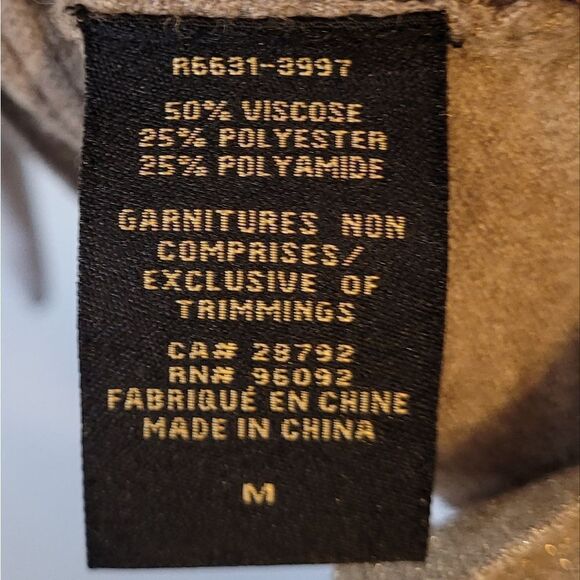 R6631-3997
50% VISCOSE
25% POLYESTER
25% POLYAMIDE
GARNITURES NON
COMPRISES/
EXCLUSIVE OF
TRIMMINGS
CA# 28792
RN# 96092
FABRIQUÉ EN CHINE
MADE IN CHINA
M